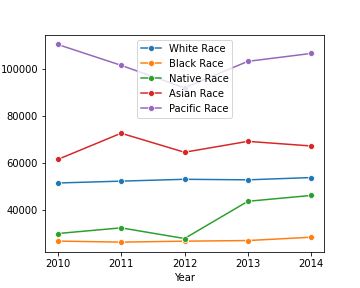 White Race
Black Race
Native Race
Asian Race
Pacific Race
100000
80000
60000
40000
2010 2011 2012 2013 2014
Year